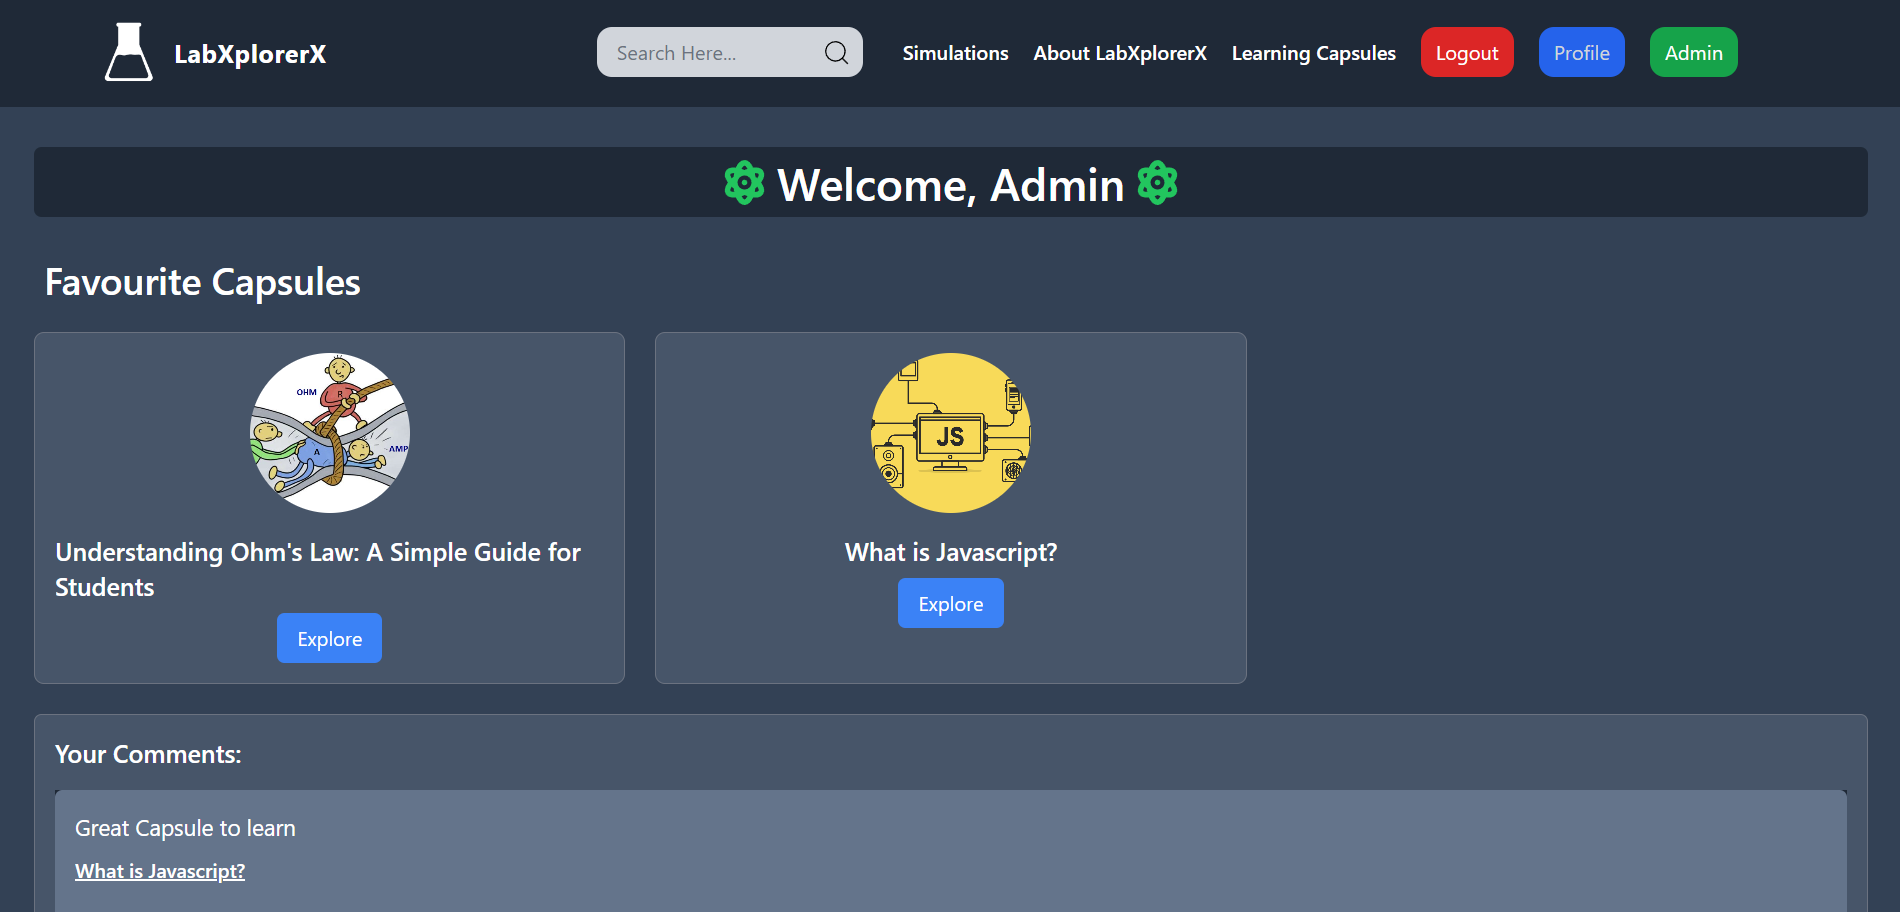 LabXplorerX
Search Here...
Simulations
About LabXplorerX
Learning Capsules
Logout
Profile
Admin
Welcome, Admin
Favourite Capsules
OHM
R
A
AMP
Understanding Ohm's Law: A Simple Guide for
Students
Explore
JS
What is Javascript?
Explore
Your Comments:
Great Capsule to learn
What is Javascript?